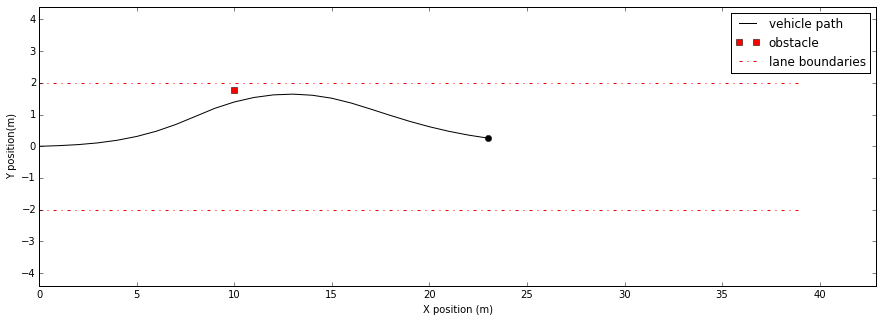 4
3
2
1
0
−1
−2
−3
−4
Y position(m)
vehicle path
obstacle
lane boundaries
0 5 10 15 20 25 30 35 40
X position (m)